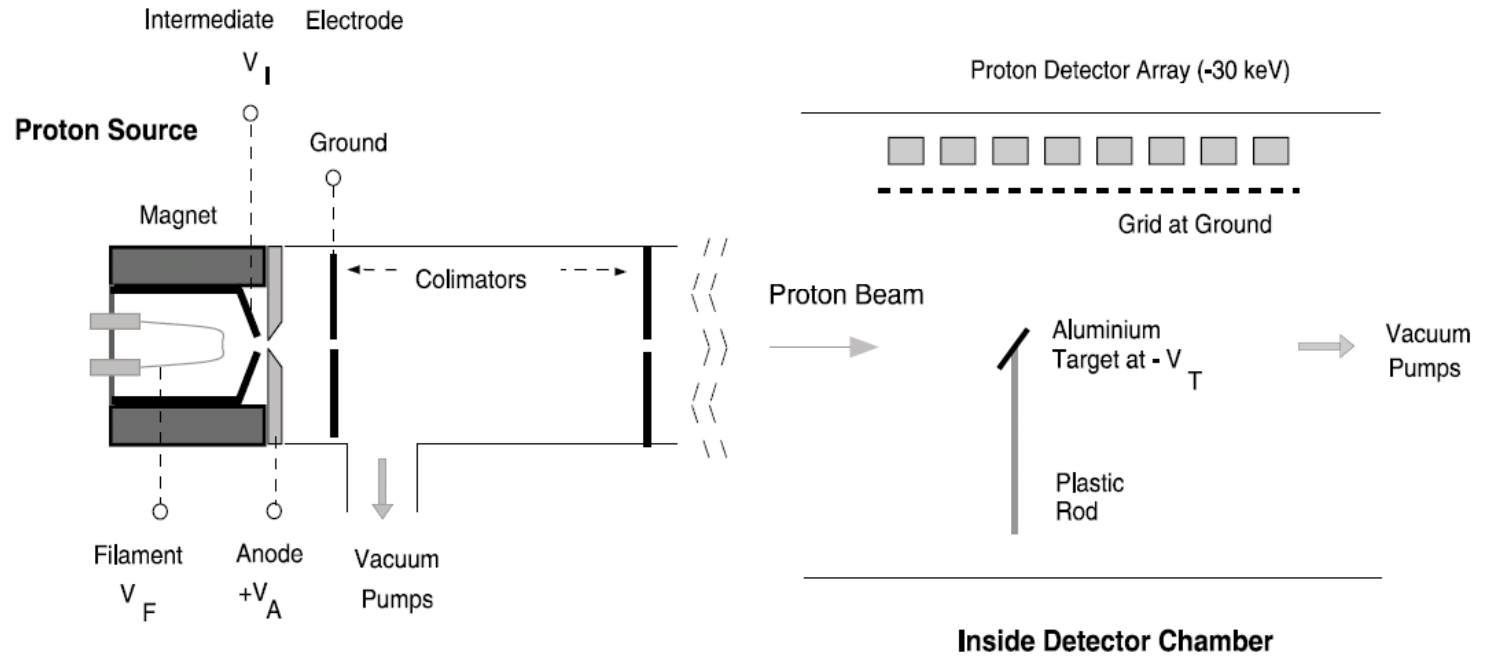 Intermediate Electrode
V I
Proton Source
Ground
Magnet
Colimators
Filament
V F
Anode
+V A
Vacuum
Pumps
Proton Detector Array (-30 keV)
Grid at Ground
Proton Beam
Aluminium
Target at - V T
Vacuum
Pumps
Plastic
Rod
Inside Detector Chamber